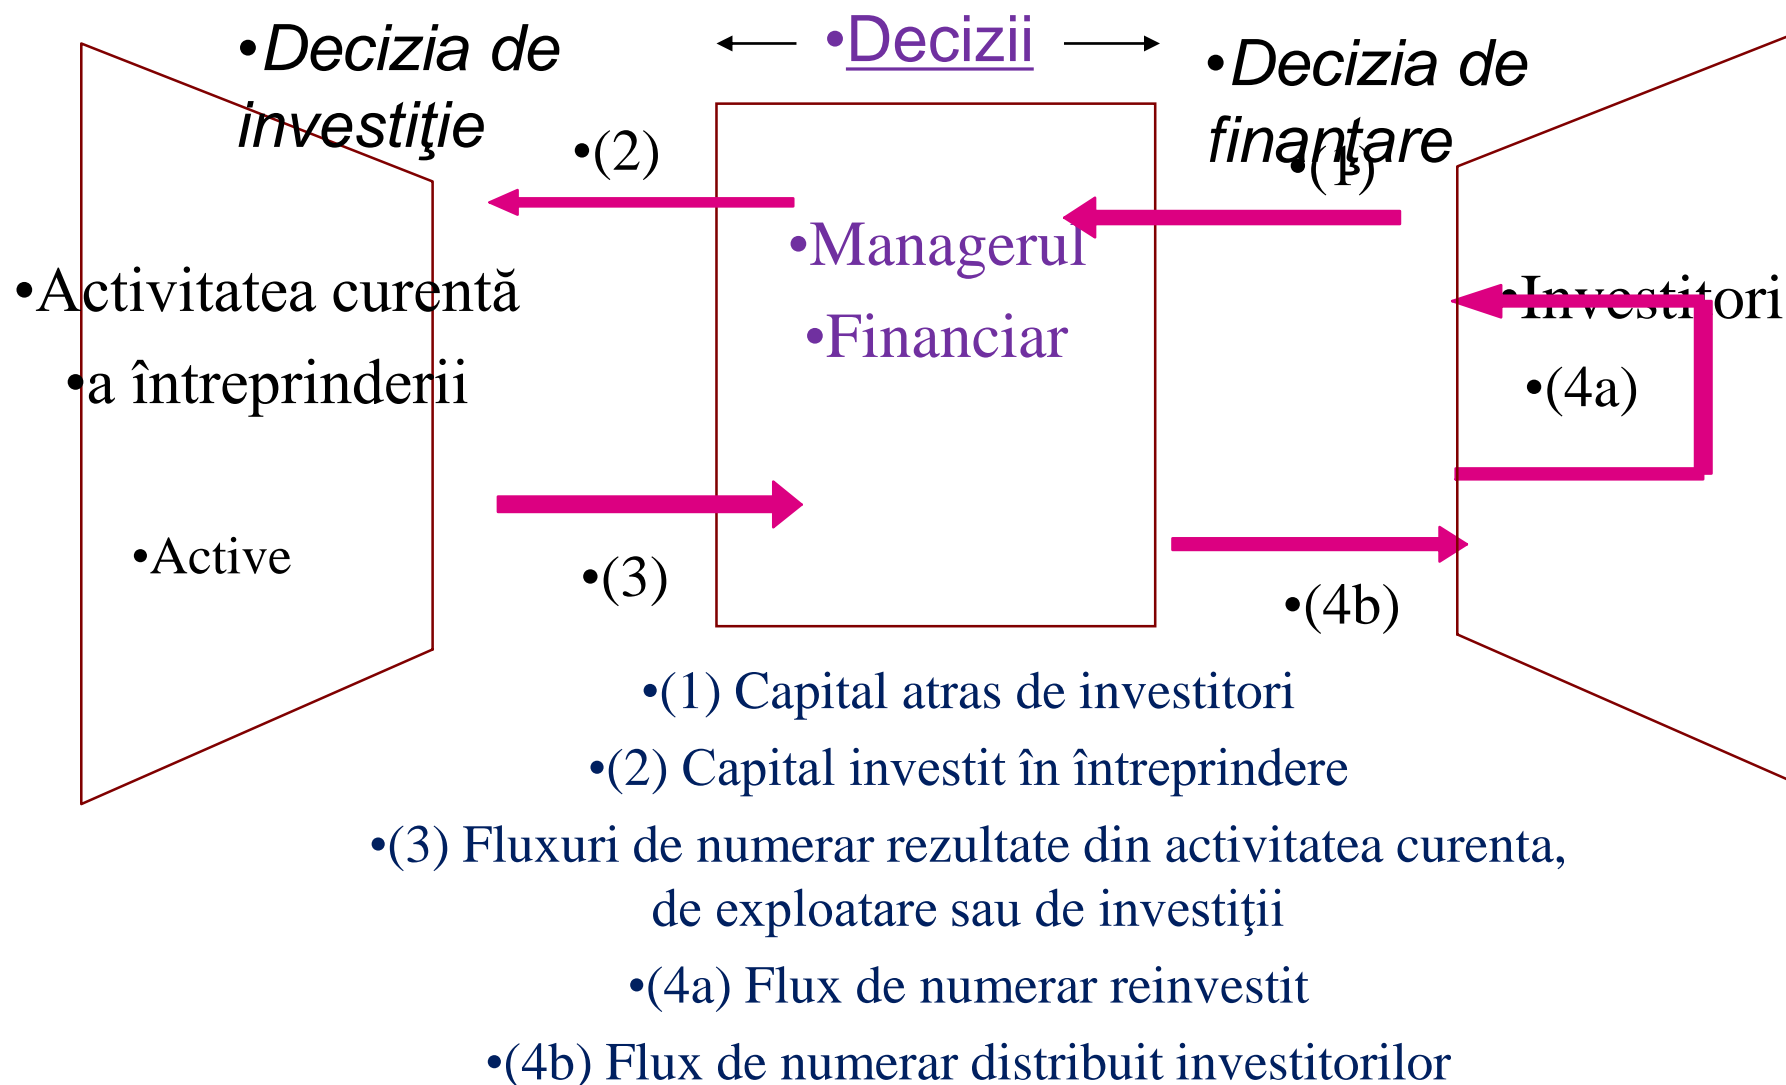 •Decizia de
investiţie
•Decizii
•Decizia de
finanţare
•(2)
•(1)
•Managerul
•Financiar
•Activitatea curentă
•a întreprinderii
•Investitori
•(4a)
•Active
•(3)
•(4b)
•(1) Capital atras de investitori
•(2) Capital investit în întreprindere
•(3) Fluxuri de numerar rezultate din activitatea curenta,
de exploatare sau de investiţii
•(4a) Flux de numerar reinvestit
•(4b) Flux de numerar distribuit investitorilor